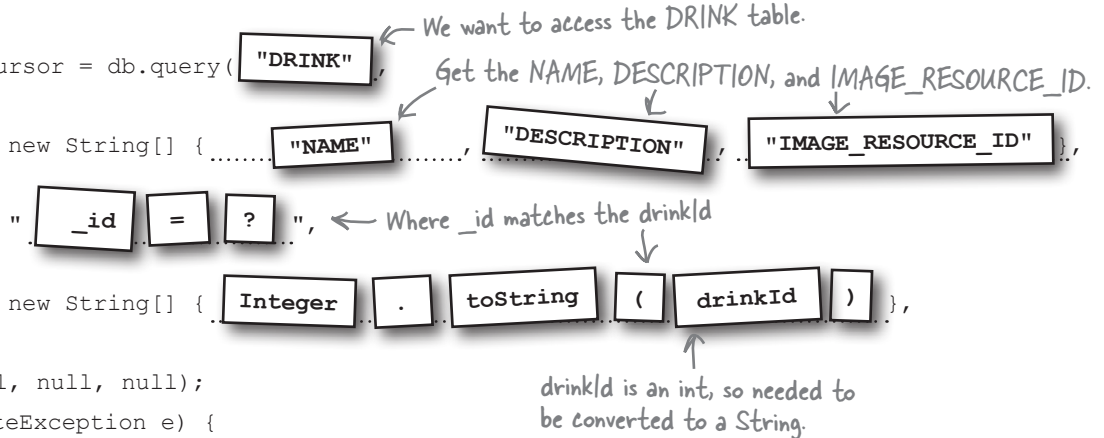 We want to access the DRINK table.
ursor = db.query( "DRINK" ,
Get the NAME, DESCRIPTION, and IMAGE_RESOURCE_ID.
new String[] { "NAME" , "DESCRIPTION" , "IMAGE_RESOURCE_ID" },
" _id = ? ", Where _id matches the drinkId
new String[] { Integer . toString ( drinkId ) },
l, null, null);
drinkId is an int, so needed to
teException e) {
be converted to a String.